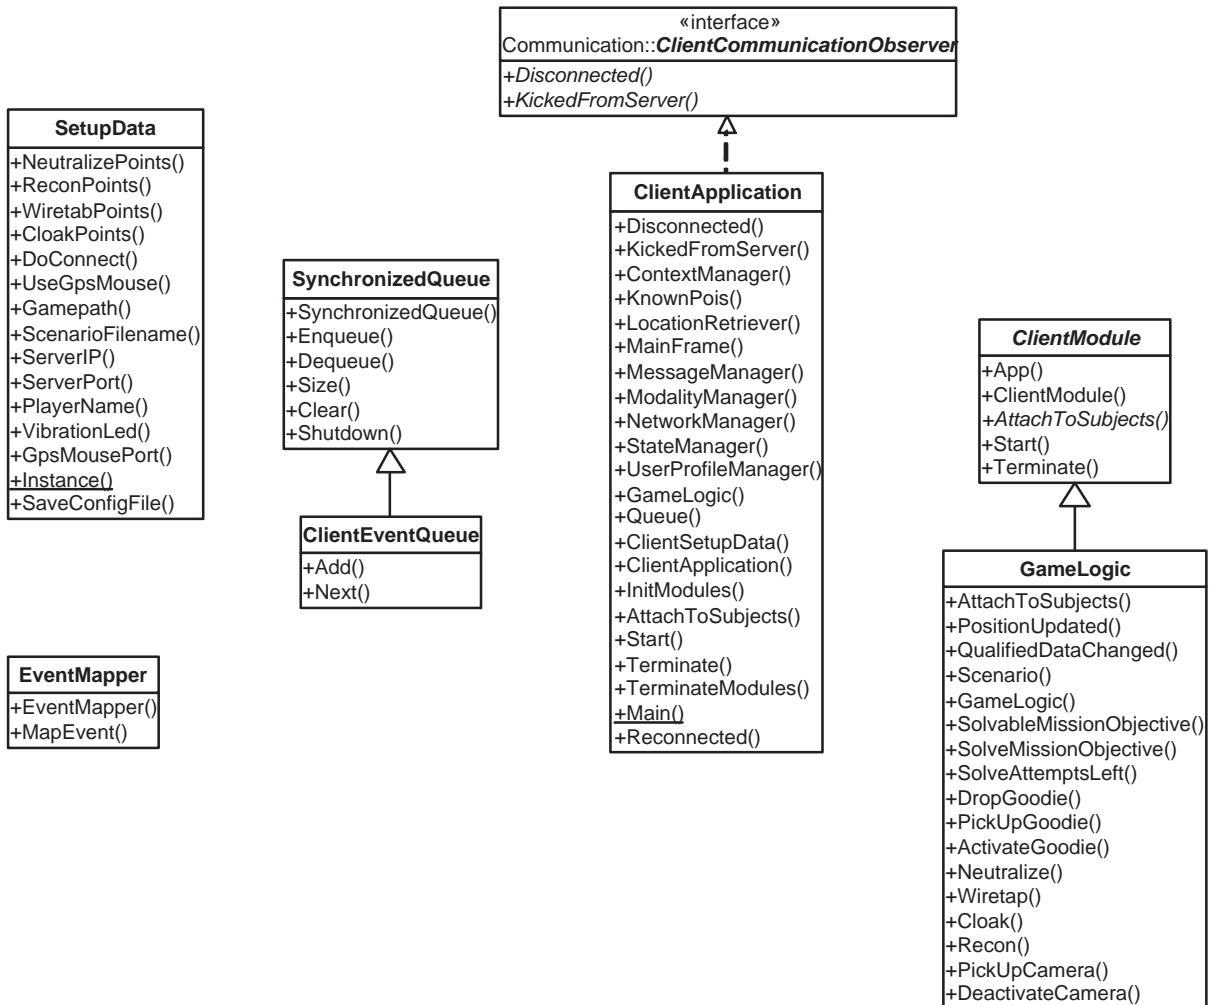 «interface»
Communication::ClientCommunicationObserver
+Disconnected()
+KickedFromServer()
SetupData
+NeutralizePoints()
+ReconPoints()
+WiretabPoints()
+CloakPoints()
+DoConnect()
+UseGpsMouse()
+Gamepath()
+ScenarioFilename()
+ServerIP()
+ServerPort()
+PlayerName()
+VibrationLed()
+GpsMousePort()
+Instance()
+SaveConfigFile()
SynchronizedQueue
+SynchronizedQueue()
+Enqueue()
+Dequeue()
+Size()
+Clear()
+Shutdown()
ClientEventQueue
+Add()
+Next()
EventMapper
+EventMapper()
+MapEvent()
ClientApplication
+Disconnected()
+KickedFromServer()
+ContextManager()
+KnownPois()
+LocationRetriever()
+MainFrame()
+MessageManager()
+ModalityManager()
+NetworkManager()
+StateManager()
+UserProfileManager()
+GameLogic()
+Queue()
+ClientSetupData()
+ClientApplication()
+InitModules()
+AttachToSubjects()
+Start()
+Terminate()
+TerminateModules()
+Main()
+Reconnected()
ClientModule
+App()
+ClientModule()
+AttachToSubjects()
+Start()
+Terminate()
GameLogic
+AttachToSubjects()
+PositionUpdated()
+QualifiedDataChanged()
+Scenario()
+GameLogic()
+SolvableMissionObjective()
+SolveMissionObjective()
+SolveAttemptsLeft()
+DropGoodie()
+PickUpGoodie()
+ActivateGoodie()
+Neutralize()
+Wiretap()
+Cloak()
+Recon()
+PickUpCamera()
+DeactivateCamera()